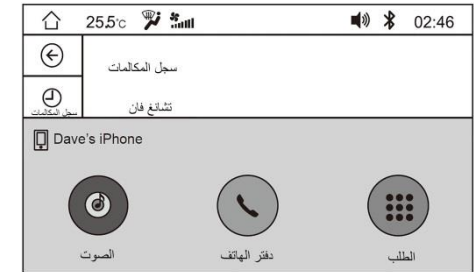 25.5°c 02:46
سجل المكالمات
سجل المكالمات
تشانغ فان
Dave's iPhone
الصوت
دفتر الهاتف
الطلب